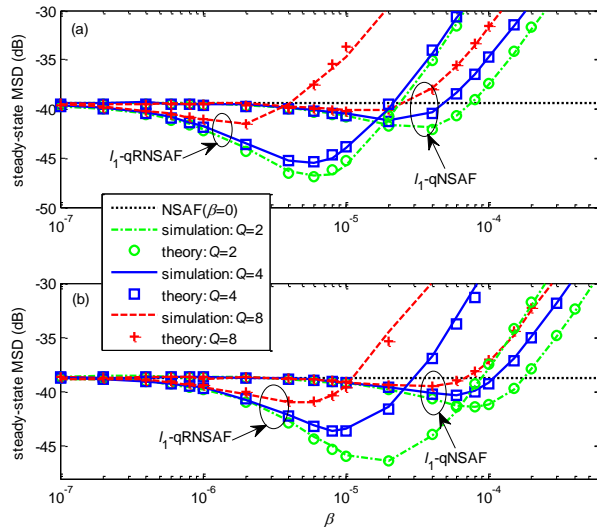 -30
(a)
-35
-40
-45
-50
steady-state MSD (dB)
l₁-qRNSAF
l₁-qNSAF
10⁻⁷
10⁻⁵
10⁻⁴
NSAF(β=0)
simulation: Q=2
theory: Q=2
simulation: Q=4
theory: Q=4
simulation: Q=8
theory: Q=8
-30
(b)
-35
-40
-45
steady-state MSD (dB)
l₁-qRNSAF
l₁-qNSAF
10⁻⁷
10⁻⁶
10⁻⁵
10⁻⁴
β